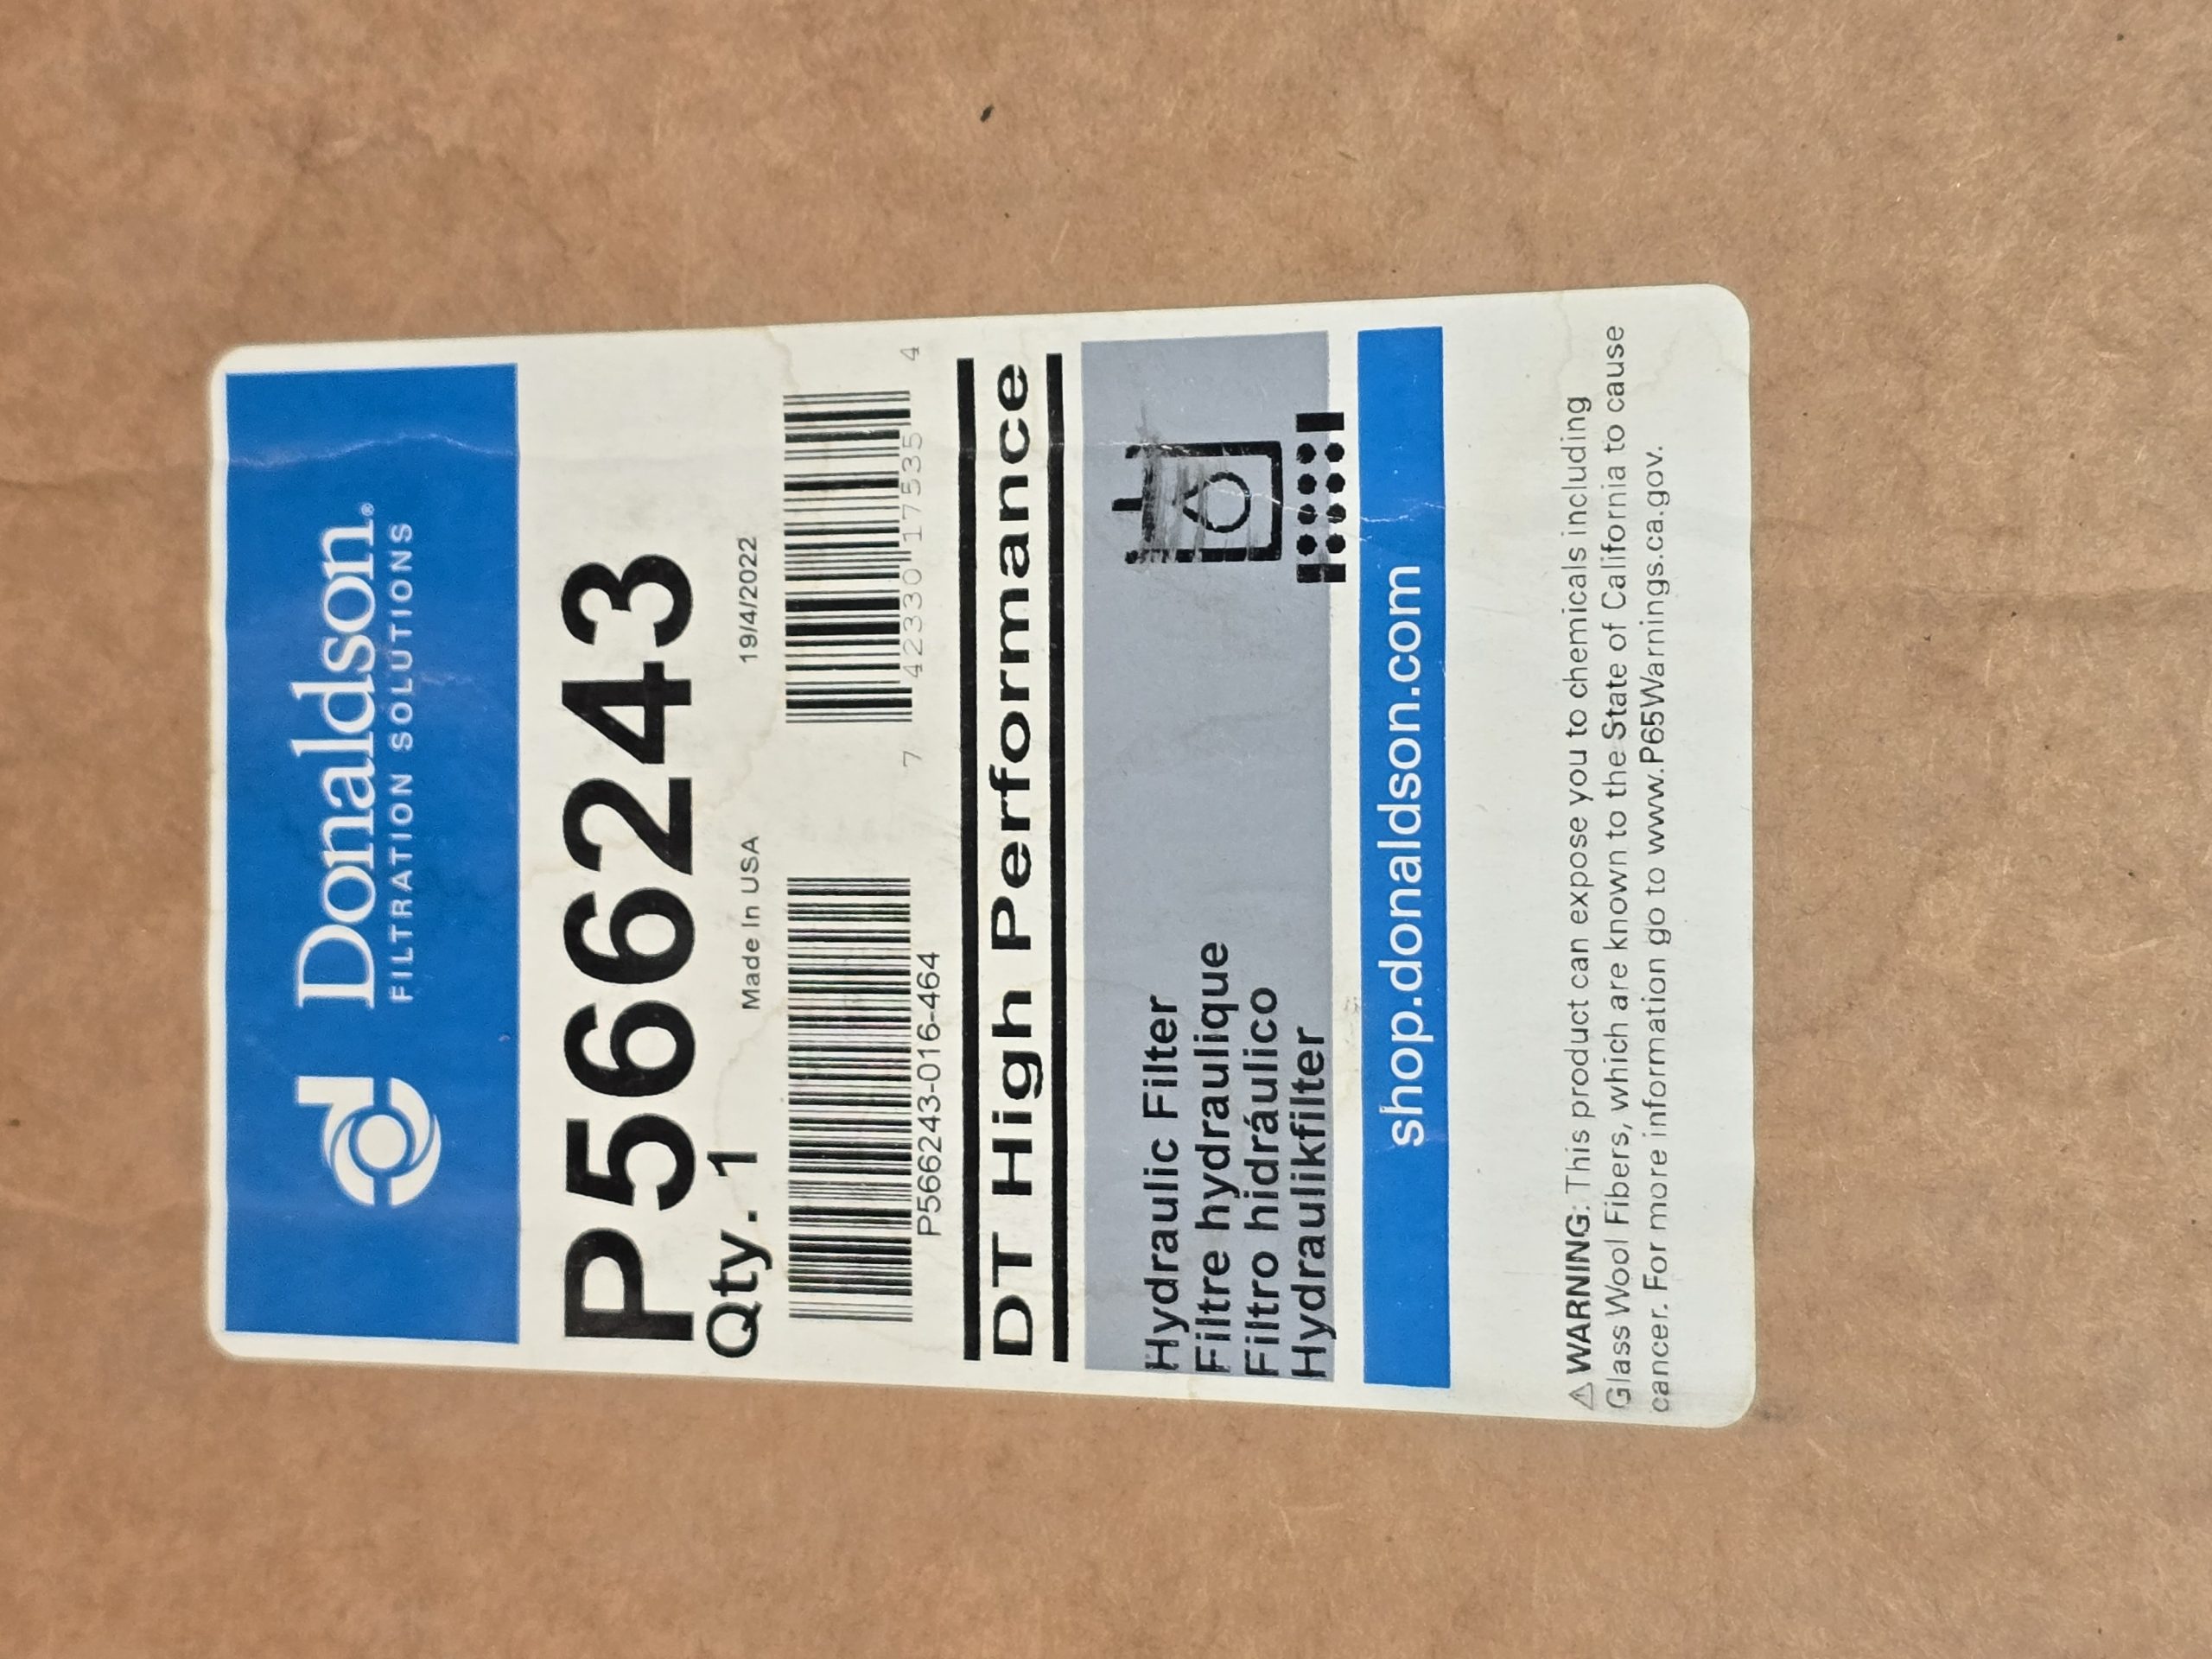 Donaldson®
FILTRATION SOLUTIONS
P566243
Qty. 1
Made In USA
19/4/2022
P566243-016-464
7 42330 17535 4
DT High Performance
Hydraulic Filter
Filtre hydraulique
Filtro hidráulico
Hydraulikfilter
shop.donaldson.com
⚠WARNING: This product can expose you to chemicals including
Glass Wool Fibers, which are known to the State of California to cause
cancer. For more information go to www.P65Warnings.ca.gov.